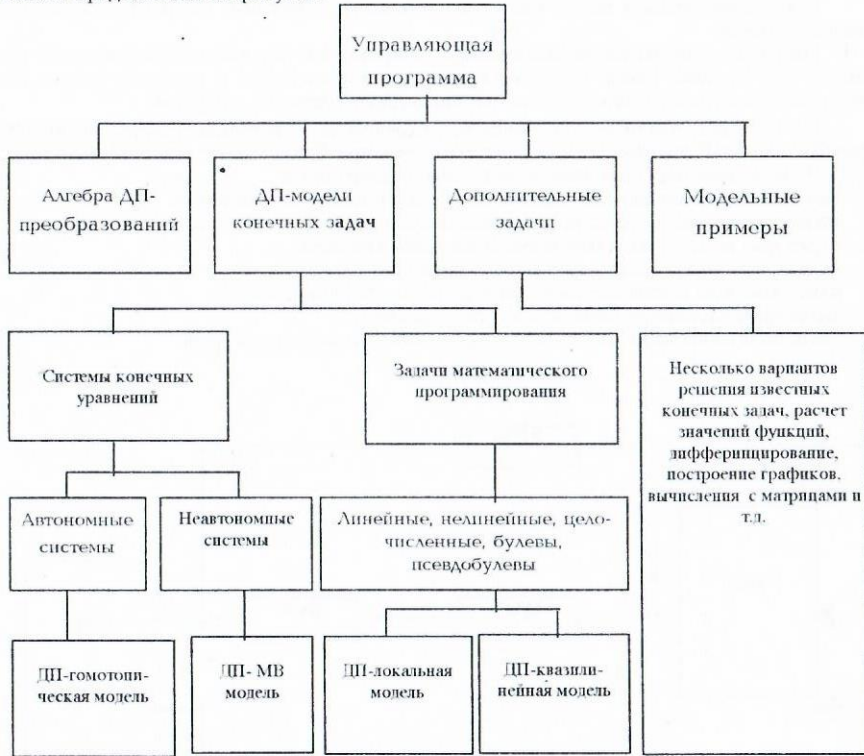 Управляющая
программа
Алгебра ДП-
преобразований
ДП-модели
конечных задач
Дополнительные
задачи
Модельные
примеры
Системы конечных
уравнений
Задачи математического
программирования
Несколько вариантов
решения известных
конечных задач, расчет
значений функций,
дифферинцирование,
построение графиков,
вычисления с матрицами и
т.д.
Автономные
системы
Неавтономные
системы
Линейные, нелинейные, цело-
численные, булевы,
псевдобулевы
ДП-гомотопи-
ческая модель
ДП- МВ
модель
ДП-локальная
модель
ДП-квазили-
нейная модель